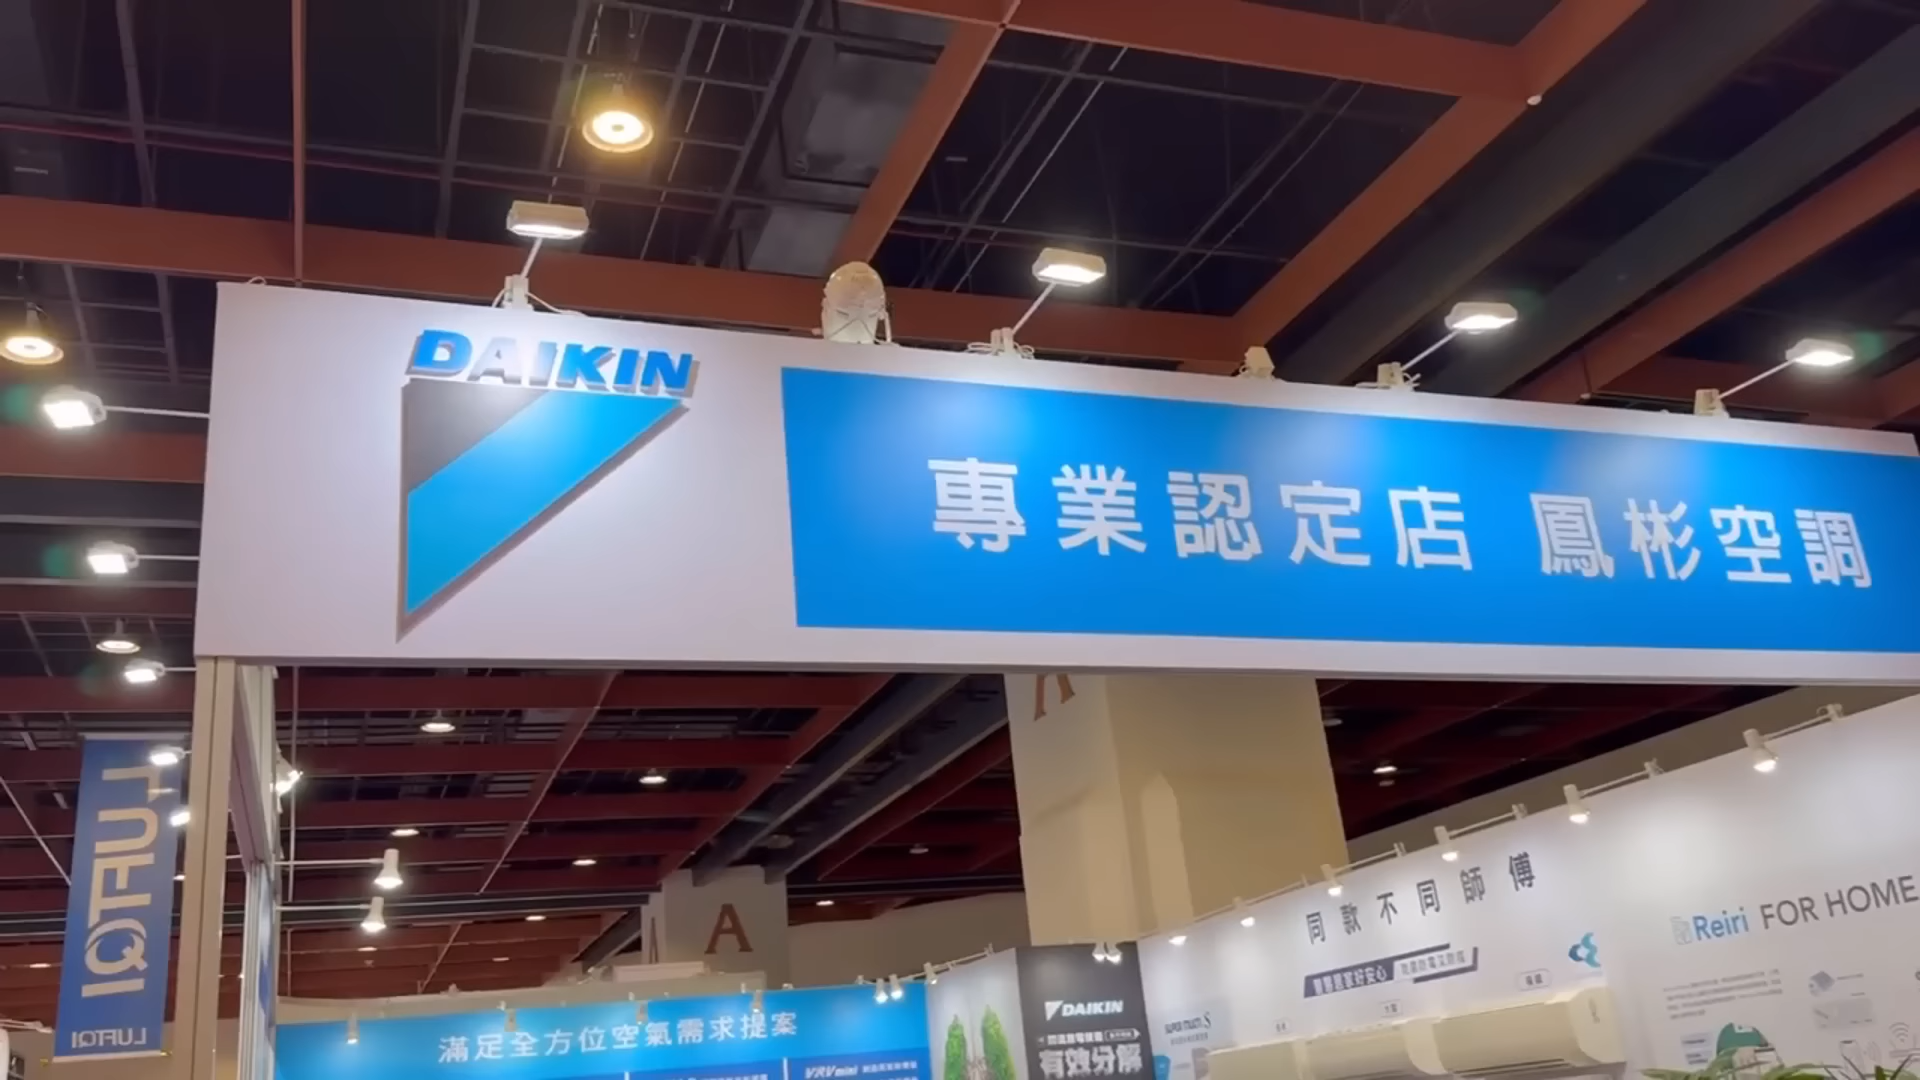 DAIKIN
專業認定店 鳳彬空調
LUFTQI
LUFTQI
A
A
滿足全方位空氣需求提案
VRV mini
DAIKIN
有效分解
同款不同師傅
SUPER MULTI S
Reiri FOR HOME